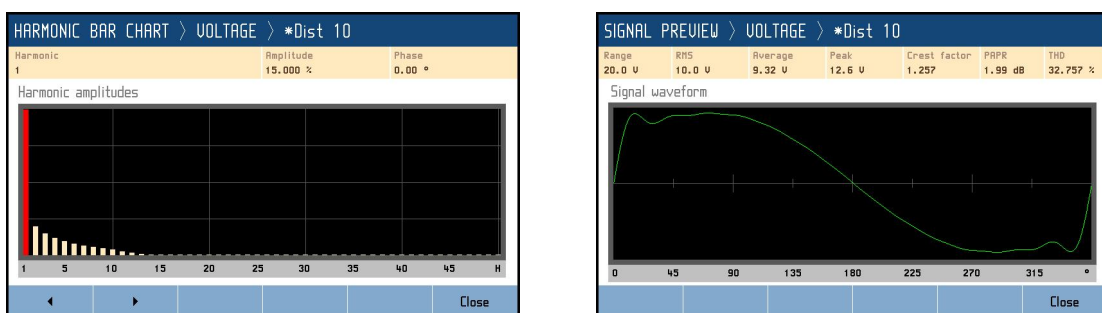 HARMONIC BAR CHART > VOLTAGE > *Dist 10
Harmonic Amplitude Phase
1 15.000 % 0.00 °
Harmonic amplitudes
1 5 10 15 20 25 30 35 40 45 H
Close
SIGNAL PREVIEW > VOLTAGE > *Dist 10
Range RMS Average Peak Crest factor PAPR THD
20.0 V 10.0 V 9.32 V 12.6 V 1.257 1.99 dB 32.757 %
Signal waveform
0 45 90 135 180 225 270 315 °
Close